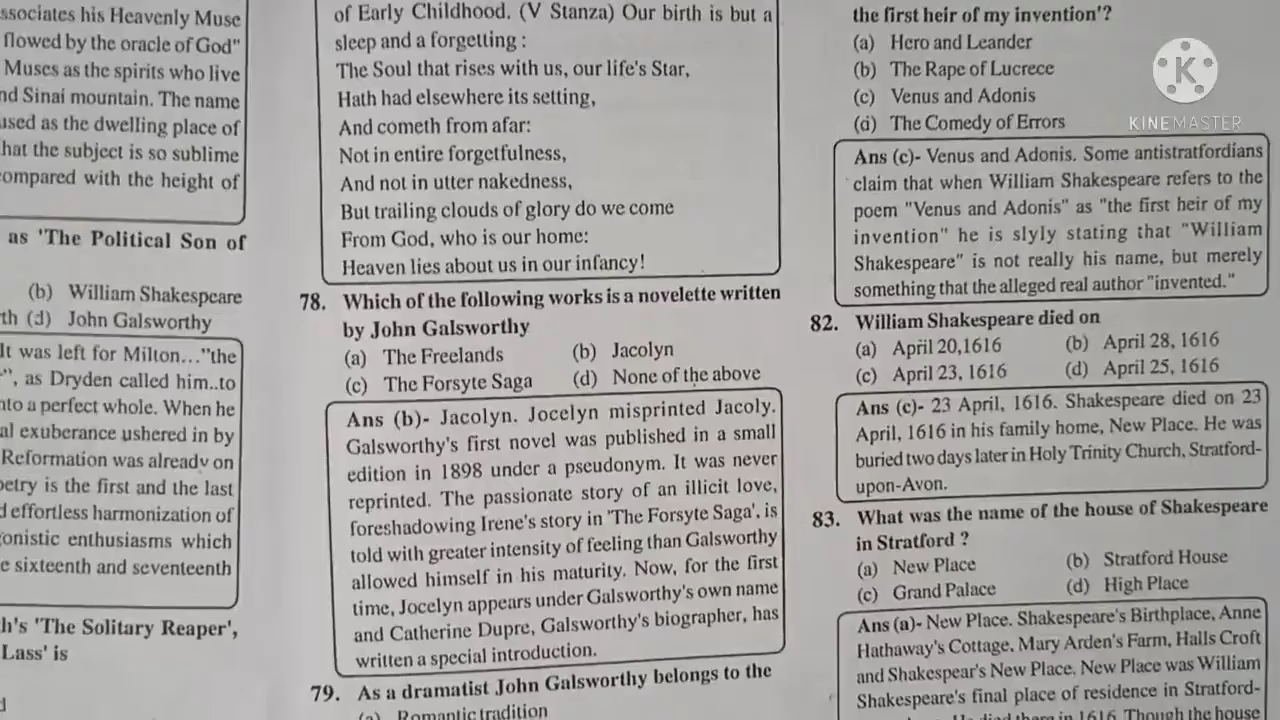 ssociates his Heavenly Muse
flowed by the oracle of God"
Muses as the spirits who live
nd Sinai mountain. The name
used as the dwelling place of
hat the subject is so sublime
ompared with the height of
as 'The Political Son of
(b) William Shakespeare
th (d) John Galsworthy
It was left for Milton..."the
", as Dryden called him..to
nto a perfect whole. When he
al exuberance ushered in by
Reformation was already on
oetry is the first and the last
d effortless harmonization of
onistic enthusiasms which
e sixteenth and seventeenth
h's 'The Solitary Reaper',
Lass' is
of Early Childhood. (V Stanza) Our birth is but a
sleep and a forgetting :
The Soul that rises with us, our life's Star,
Hath had elsewhere its setting,
And cometh from afar:
Not in entire forgetfulness,
And not in utter nakedness,
But trailing clouds of glory do we come
From God, who is our home:
Heaven lies about us in our infancy!
78. Which of the following works is a novelette written
by John Galsworthy
(a) The Freelands (b) Jacolyn
(c) The Forsyte Saga (d) None of the above
Ans (b)- Jacolyn. Jocelyn misprinted Jacoly.
Galsworthy's first novel was published in a small
edition in 1898 under a pseudonym. It was never
reprinted. The passionate story of an illicit love,
foreshadowing Irene's story in 'The Forsyte Saga', is
told with greater intensity of feeling than Galsworthy
allowed himself in his maturity. Now, for the first
time, Jocelyn appears under Galsworthy's own name
and Catherine Dupre, Galsworthy's biographer, has
written a special introduction.
79. As a dramatist John Galsworthy belongs to the
(a) Romantic tradition
the first heir of my invention'?
(a) Hero and Leander
(b) The Rape of Lucrece
(c) Venus and Adonis
(d) The Comedy of Errors
Ans (c)- Venus and Adonis. Some antistratfordians
claim that when William Shakespeare refers to the
poem "Venus and Adonis" as "the first heir of my
invention" he is slyly stating that "William
Shakespeare" is not really his name, but merely
something that the alleged real author "invented."
82. William Shakespeare died on
(a) April 20,1616 (b) April 28, 1616
(c) April 23, 1616 (d) April 25, 1616
Ans (c)- 23 April, 1616. Shakespeare died on 23
April, 1616 in his family home, New Place. He was
buried two days later in Holy Trinity Church, Stratford-
upon-Avon.
83. What was the name of the house of Shakespeare
in Stratford ?
(a) New Place (b) Stratford House
(c) Grand Palace (d) High Place
Ans (a)- New Place. Shakespeare's Birthplace, Anne
Hathaway's Cottage, Mary Arden's Farm, Halls Croft
and Shakespear's New Place. New Place was William
Shakespeare's final place of residence in Stratford-
He died there in 1616. Though the house
K
KINEMASTER